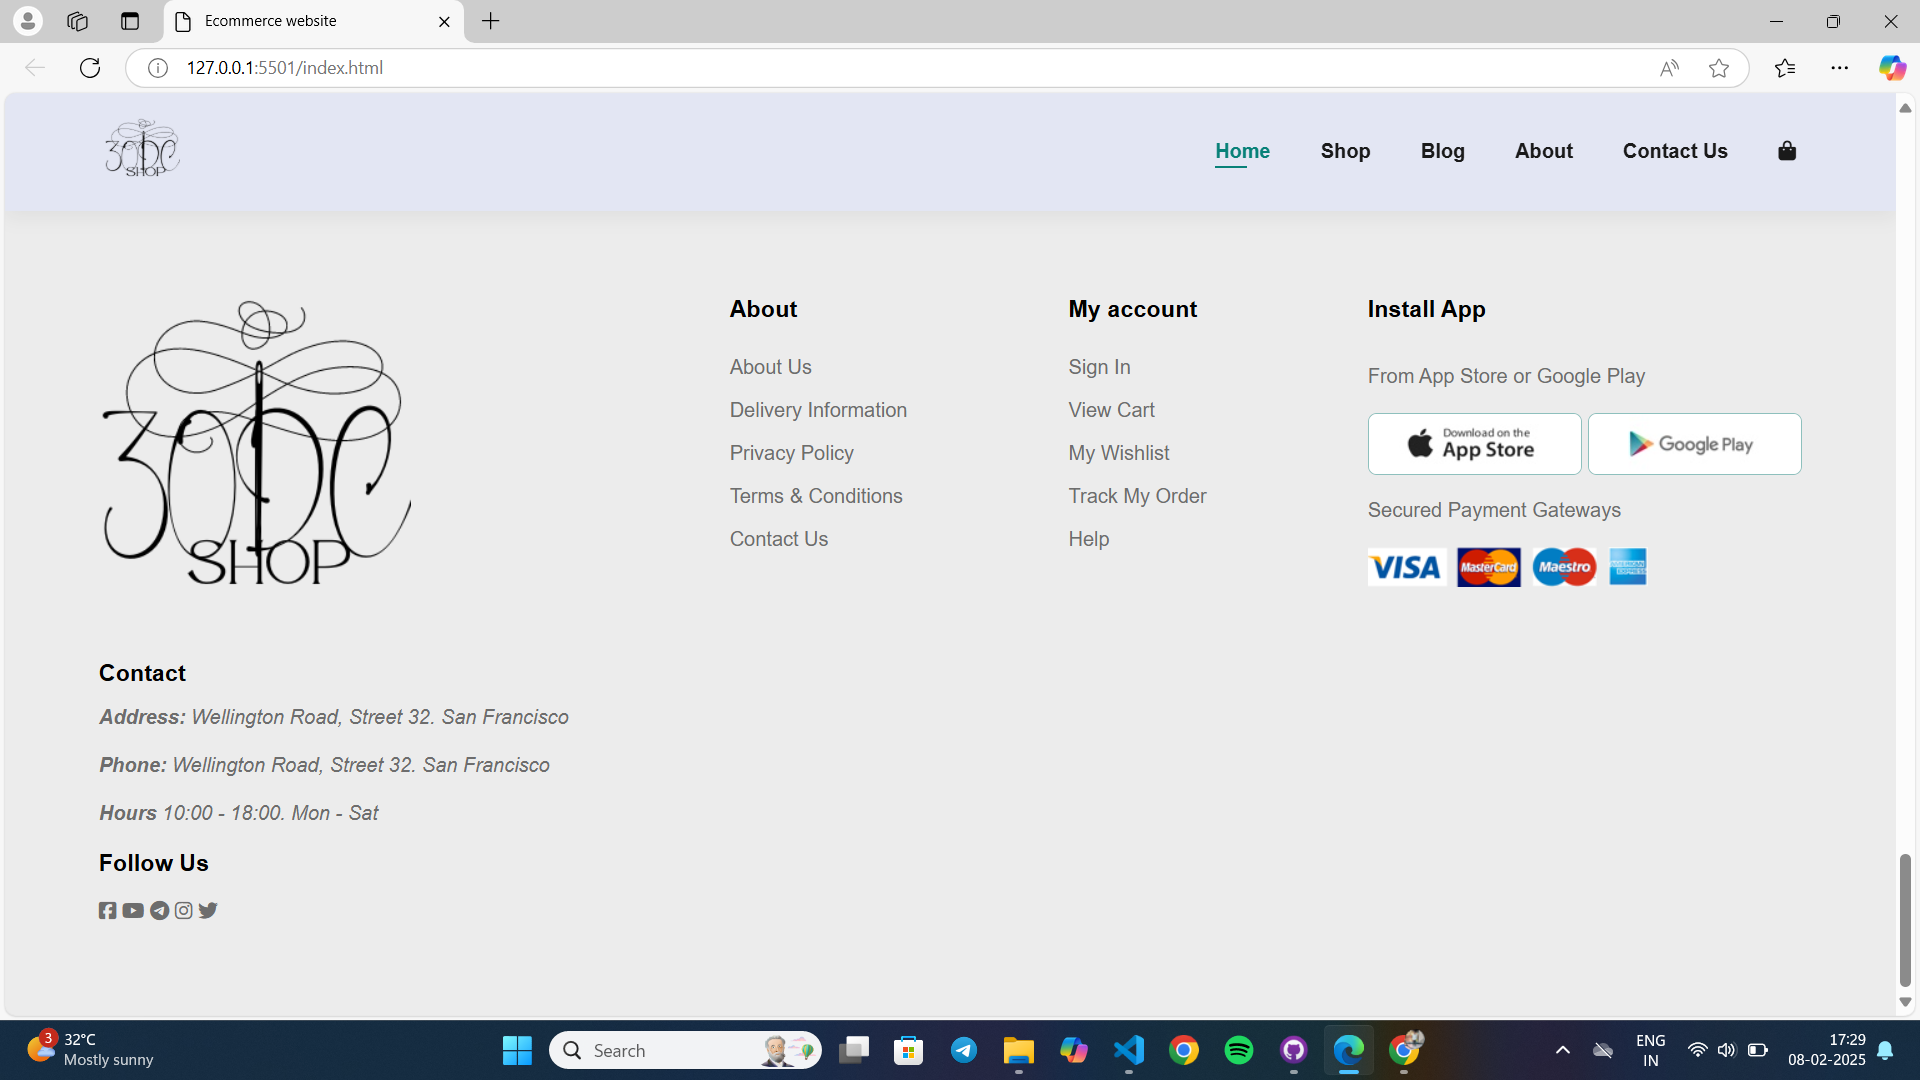 Ecommerce website
127.0.0.1:5501/index.html
30DC
SHOP
Home
Shop
Blog
About
Contact Us
30DC
SHOP
About
About Us
Delivery Information
Privacy Policy
Terms & Conditions
Contact Us
My account
Sign In
View Cart
My Wishlist
Track My Order
Help
Install App
From App Store or Google Play
Download on the
App Store
Google Play
Secured Payment Gateways
VISA
MasterCard
Maestro
AMERICAN
EXPRESS
Contact
Address: Wellington Road, Street 32. San Francisco
Phone: Wellington Road, Street 32. San Francisco
Hours 10:00 - 18:00. Mon - Sat
Follow Us
3
32°C
Mostly sunny
Search
ENG
IN
17:29
08-02-2025